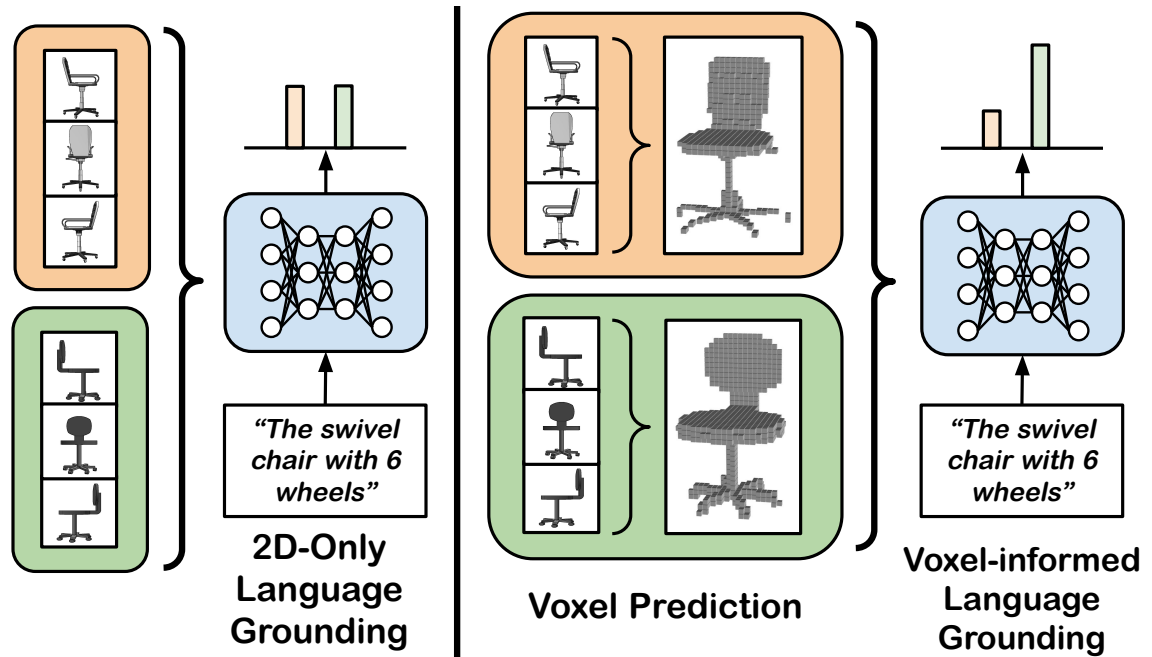 “The swivel
chair with 6
wheels”
2D-Only
Language
Grounding
Voxel Prediction
“The swivel
chair with 6
wheels”
Voxel-informed
Language
Grounding